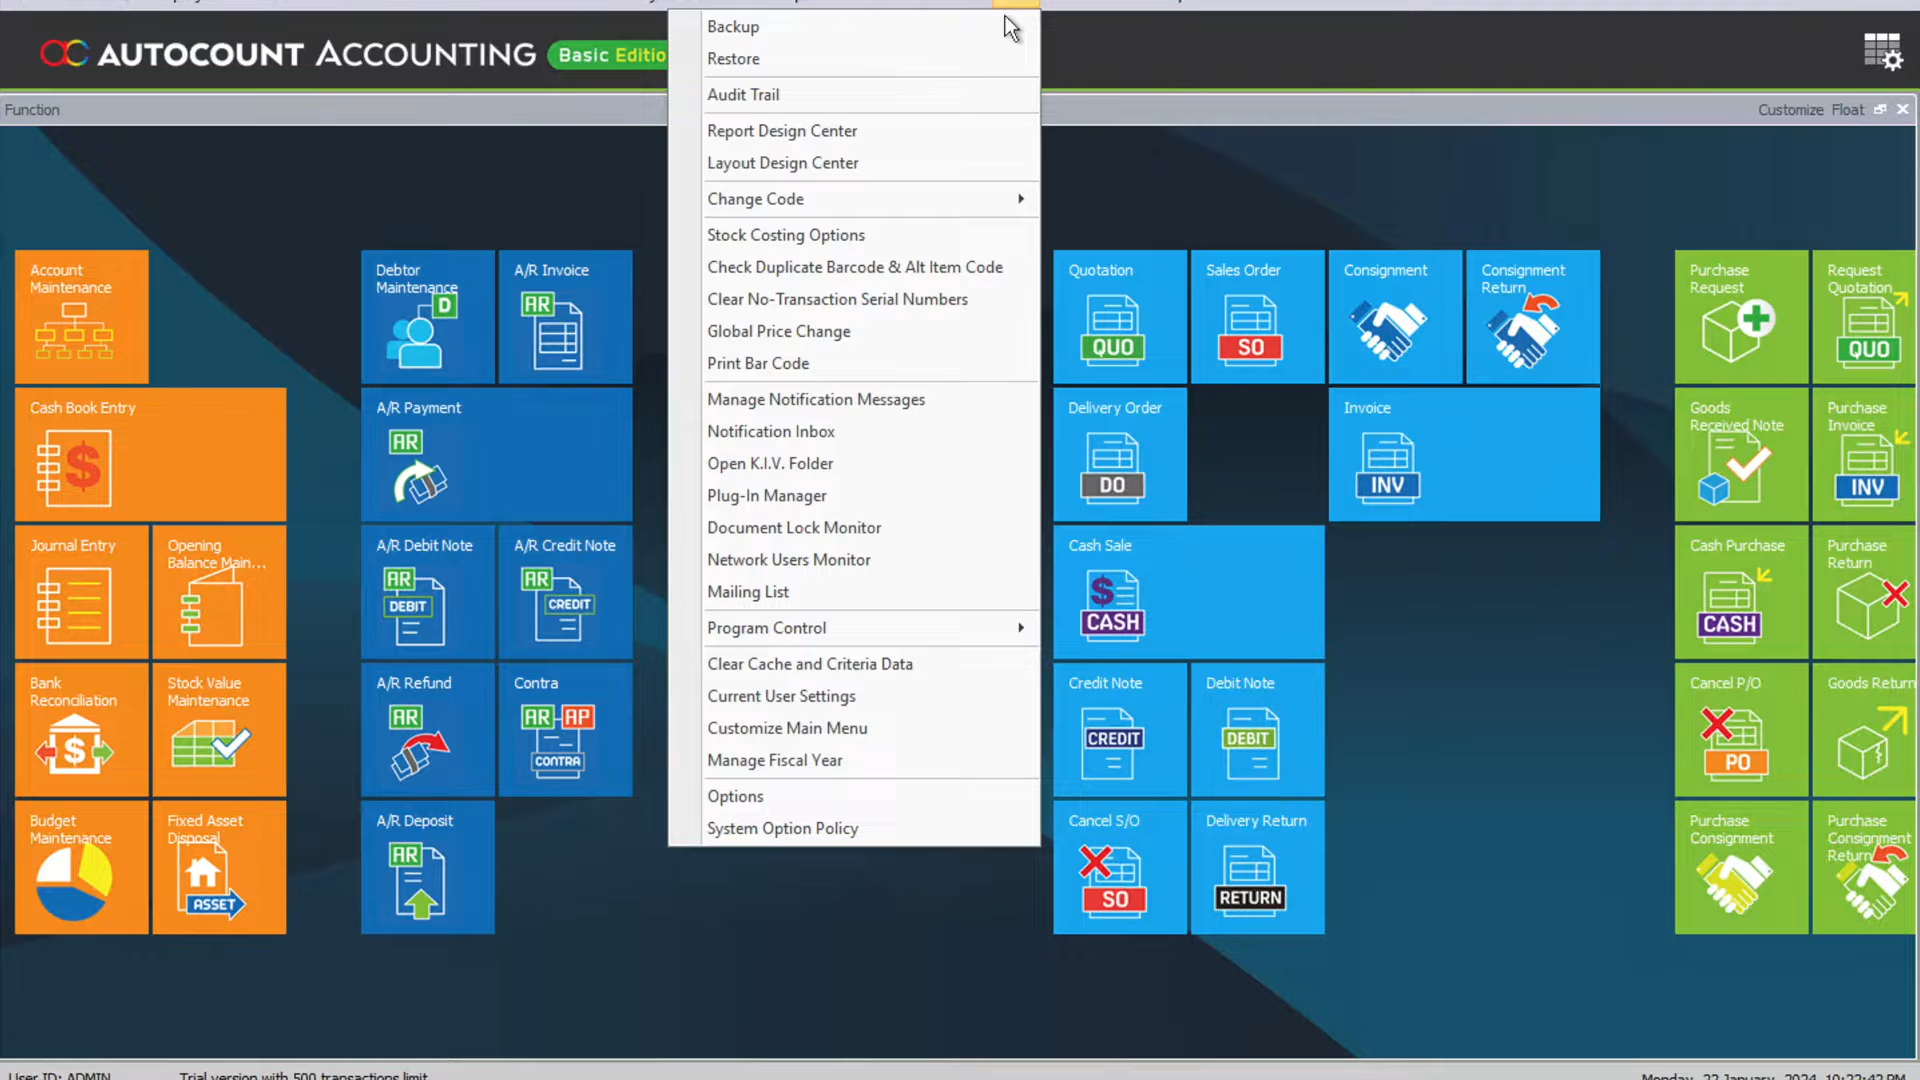 AUTOCOUNT ACCOUNTING
Basic Editio
Function
Customize Float
Backup
Restore
Audit Trail
Report Design Center
Layout Design Center
Change Code
Stock Costing Options
Check Duplicate Barcode & Alt Item Code
Clear No-Transaction Serial Numbers
Global Price Change
Print Bar Code
Manage Notification Messages
Notification Inbox
Open K.I.V. Folder
Plug-In Manager
Document Lock Monitor
Network Users Monitor
Mailing List
Program Control
Clear Cache and Criteria Data
Current User Settings
Customize Main Menu
Manage Fiscal Year
Options
System Option Policy
Account
Maintenance
Cash Book Entry
$
Journal Entry
Opening
Balance Main...
Bank
Reconciliation
$
Stock Value
Maintenance
Budget
Maintenance
Fixed Asset
Disposal
ASSET
Debtor
Maintenance
D
A/R Invoice
AR
A/R Payment
AR
A/R Debit Note
AR
DEBIT
A/R Credit Note
AR
CREDIT
A/R Refund
AR
Contra
AR AP
CONTRA
A/R Deposit
AR
Quotation
QUO
Sales Order
SO
Consignment
Consignment
Return
Delivery Order
DO
Invoice
INV
Cash Sale
$
CASH
Credit Note
CREDIT
Debit Note
DEBIT
Cancel S/O
SO
Delivery Return
RETURN
Purchase
Request
Request
Quotation
QUO
Goods
Received Note
Purchase
Invoice
INV
Cash Purchase
CASH
Purchase
Return
Cancel P/O
PO
Goods Return
Purchase
Consignment
Purchase
Consignment
Return
User ID: ADMIN
Trial version with 500 transactions limit
Monday, 22 January, 2024 10:22:42 PM